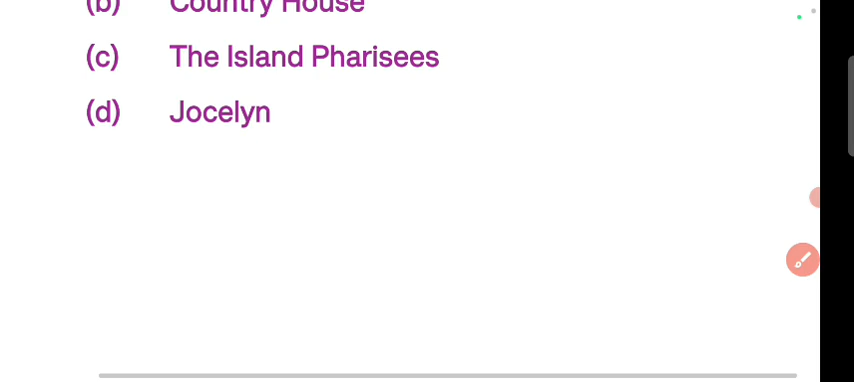 (b) Country House
(c) The Island Pharisees
(d) Jocelyn